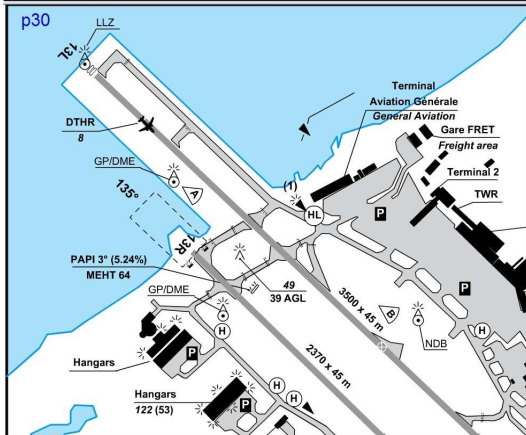 p30
LLZ
13L
Terminal
Aviation Générale
General Aviation
DTHR
8
Gare FRET
Freight area
GP/DME
A
Terminal 2
(1)
TWR
135°
HL
P
13R
PAPI 3° (5.24%)
MEHT 64
49
39 AGL
GP/DME
3500 x 45 m
B
P
H
NDB
H
Hangars
P
2370 x 45 m
Hangars
122 (53)
P
H
H